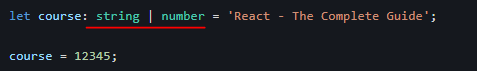 let course: string | number = 'React - The Complete Guide';
course = 12345;